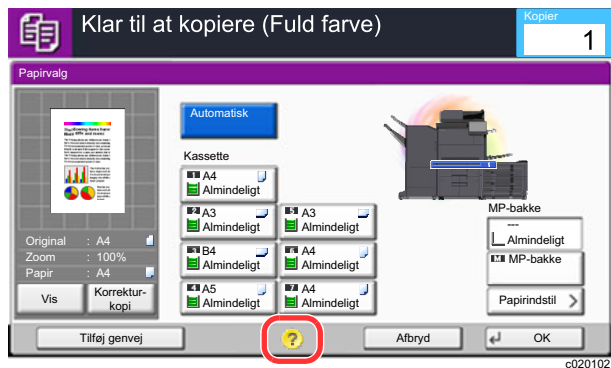 Klar til at kopiere (Fuld farve)
Kopier
1
Papirvalg
Original : A4
Zoom : 100%
Papir : A4
Vis
Korrektur-
kopi
Automatisk
Kassette
1 A4
Almindeligt
2 A3
Almindeligt
3 B4
Almindeligt
4 A5
Almindeligt
5 A3
Almindeligt
6 A4
Almindeligt
7 A4
Almindeligt
MP-bakke
---
Almindeligt
M MP-bakke
Papirindstil
Tilføj genvej
?
Afbryd
OK
c020102